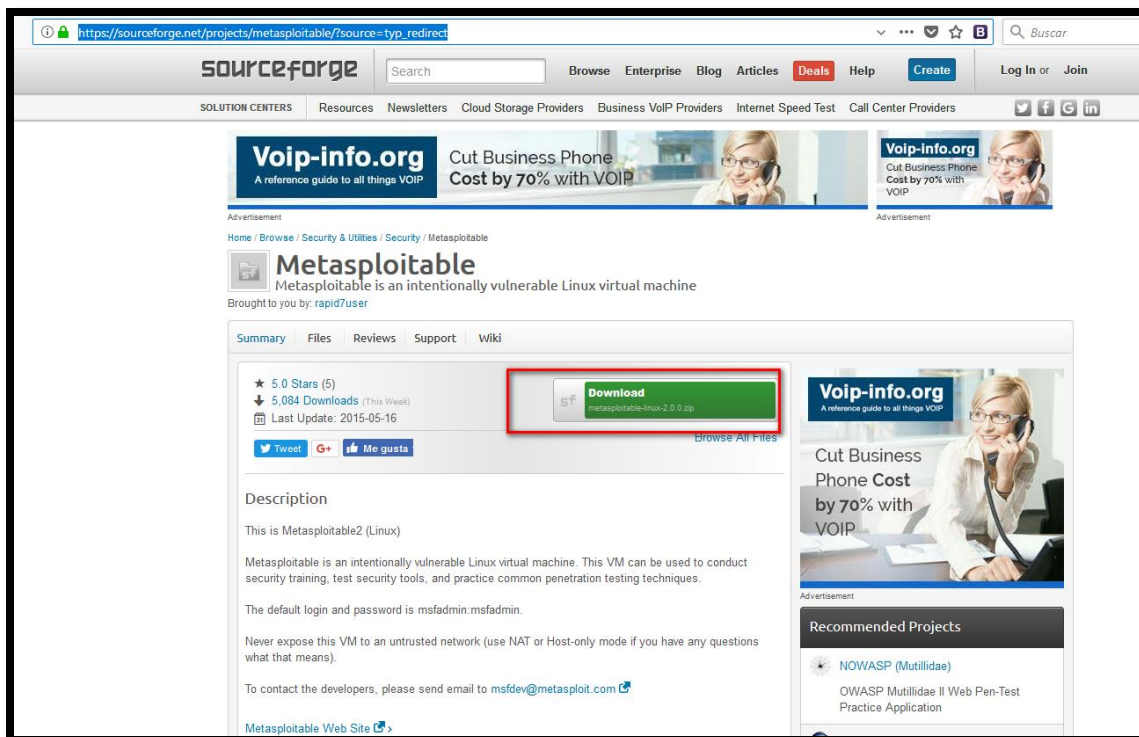 https://sourceforge.net/projects/metasploitable/?source=typ_redirect
Buscar
sourceforge
Search
Browse Enterprise Blog Articles Deals Help Create Log In or Join
SOLUTION CENTERS Resources Newsletters Cloud Storage Providers Business VoIP Providers Internet Speed Test Call Center Providers
Voip-info.org
A reference guide to all things VOIP
Cut Business Phone
Cost by 70% with VOIP
Voip-info.org
Cut Business Phone
Cost by 70% with
VOIP
Advertisement
Advertisement
Home / Browse / Security & Utilities / Security / Metasploitable
Metasploitable
Metasploitable is an intentionally vulnerable Linux virtual machine
Brought to you by: rapid7user
Summary Files Reviews Support Wiki
5.0 Stars (5)
5,084 Downloads (This Week)
Last Update: 2015-05-16
sf
Download
metasploitable-linux-2.0.0.zip
Browse All Files
Tweet G+ Me gusta
Description
This is Metasploitable2 (Linux)
Metasploitable is an intentionally vulnerable Linux virtual machine. This VM can be used to conduct
security training, test security tools, and practice common penetration testing techniques.
The default login and password is msfadmin:msfadmin.
Never expose this VM to an untrusted network (use NAT or Host-only mode if you have any questions
what that means).
To contact the developers, please send email to msfdev@metasploit.com
Metasploitable Web Site >
Voip-info.org
A reference guide to all things VOIP
Cut Business
Phone Cost
by 70% with
VOIP
Advertisement
Recommended Projects
NOWASP (Mutillidae)
OWASP Mutillidae II Web Pen-Test
Practice Application